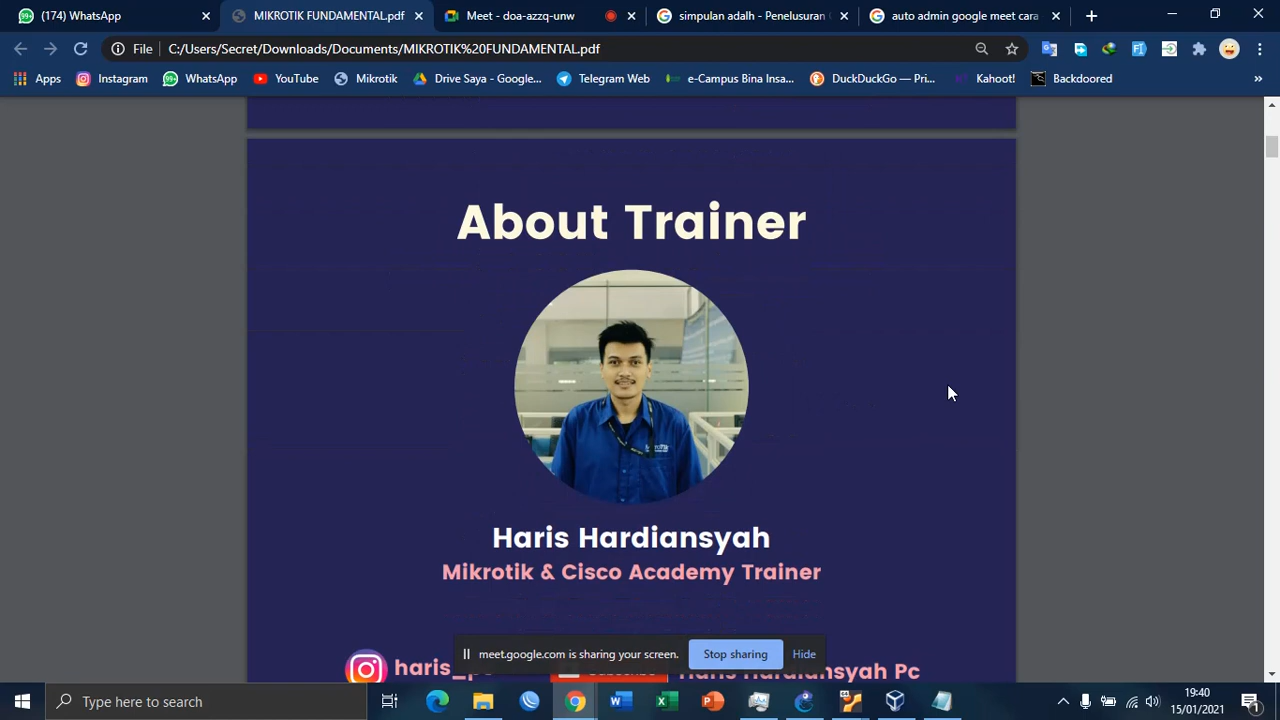 (174) WhatsApp
MIKROTIK FUNDAMENTAL.pdf
Meet - doa-azzq-unw
simpulan adalh - Penelusuran
auto admin google meet cara
File
C:/Users/Secret/Downloads/Documents/MIKROTIK%20FUNDAMENTAL.pdf
Apps
Instagram
WhatsApp
YouTube
Mikrotik
Drive Saya - Google...
Telegram Web
e-Campus Bina Insa...
DuckDuckGo — Pri...
Kahoot!
Backdoored
»
About Trainer
Haris Hardiansyah
Mikrotik & Cisco Academy Trainer
meet.google.com is sharing your screen.
Stop sharing
Hide
Type here to search
19:40
15/01/2021